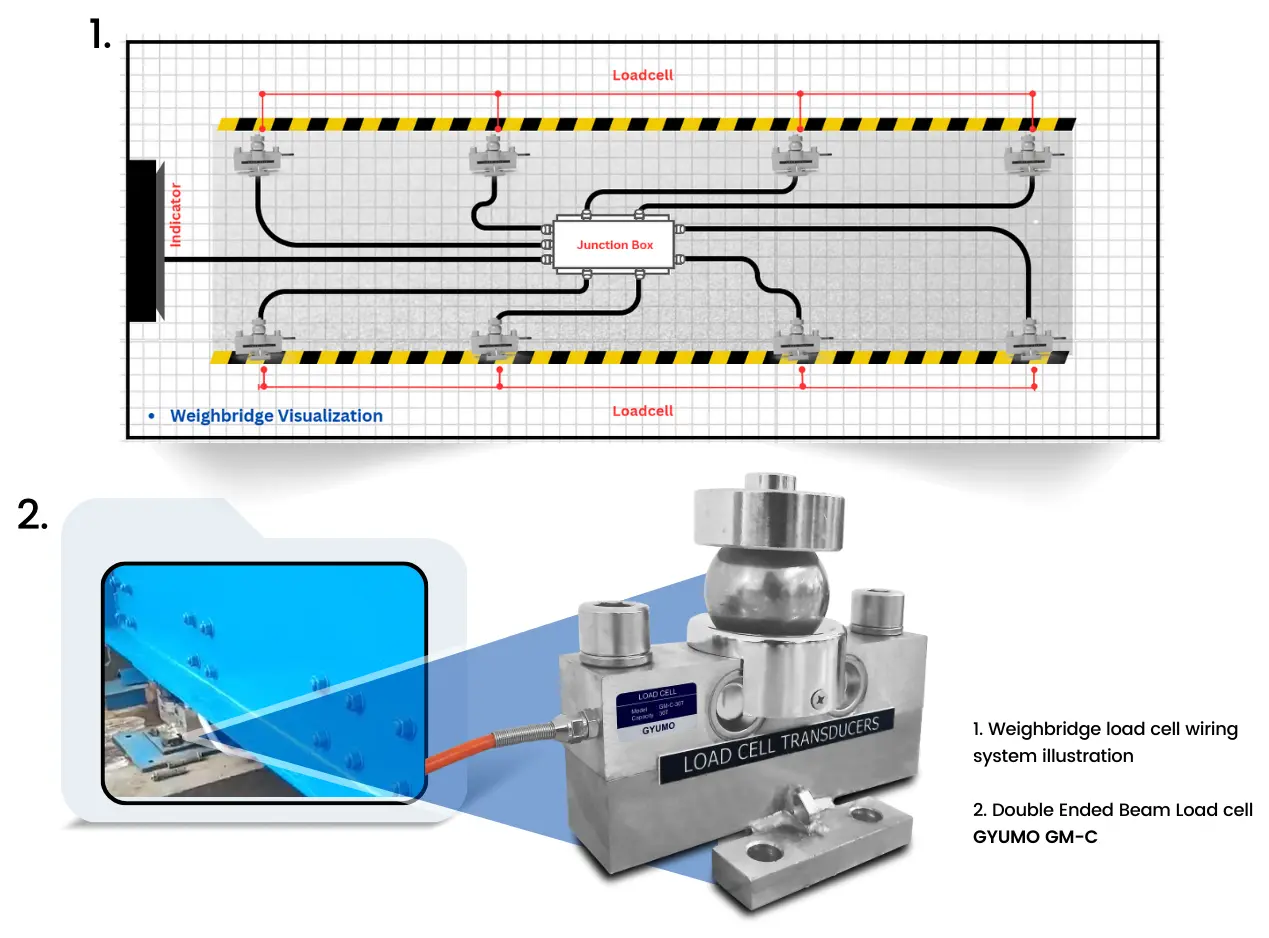 1.
Loadcell
Indicator
Junction Box
Loadcell
• Weighbridge Visualization
2.
LOAD CELL
Model : GM-C-30T
Capacity : 30T
GYUMO
LOAD CELL TRANSDUCERS
1. Weighbridge load cell wiring
system illustration
2. Double Ended Beam Load cell
GYUMO GM-C